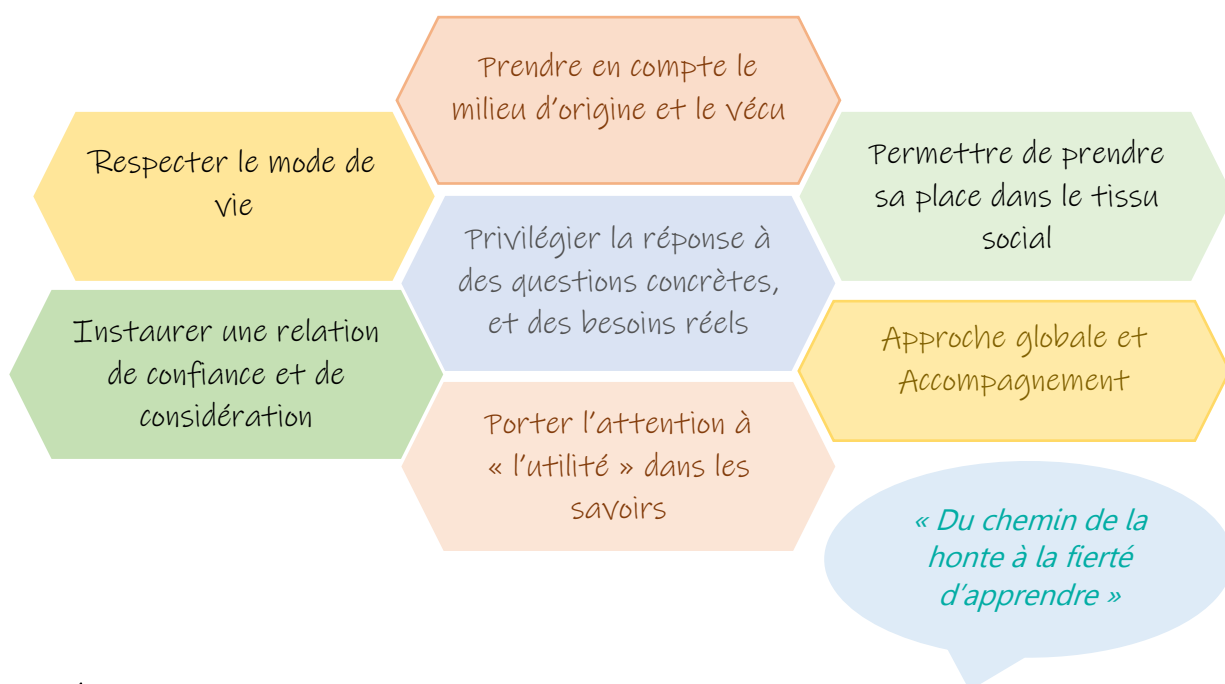 Prendre en compte le
milieu d'origine et le vécu
Respecter le mode de
vie
Permettre de prendre
sa place dans le tissu
social
Privilégier la réponse à
des questions concrètes,
et des besoins réels
Instaurer une relation
de confiance et de
considération
Approche globale et
Accompagnement
Porter l'attention à
« l'utilité » dans les
savoirs
« Du chemin de la
honte à la fierté
d'apprendre »